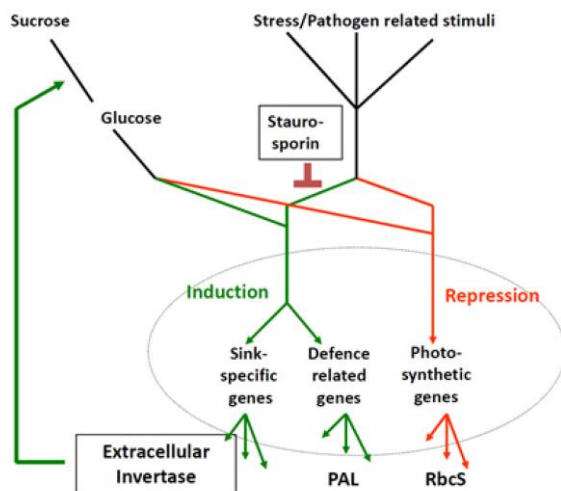 Sucrose
Stress/Pathogen related stimuli
Glucose
Stauro-
sporin
Induction
Repression
Sink-
specific
genes
Defence
related
genes
Photo-
synthetic
genes
Extracellular
Invertase
PAL
RbcS